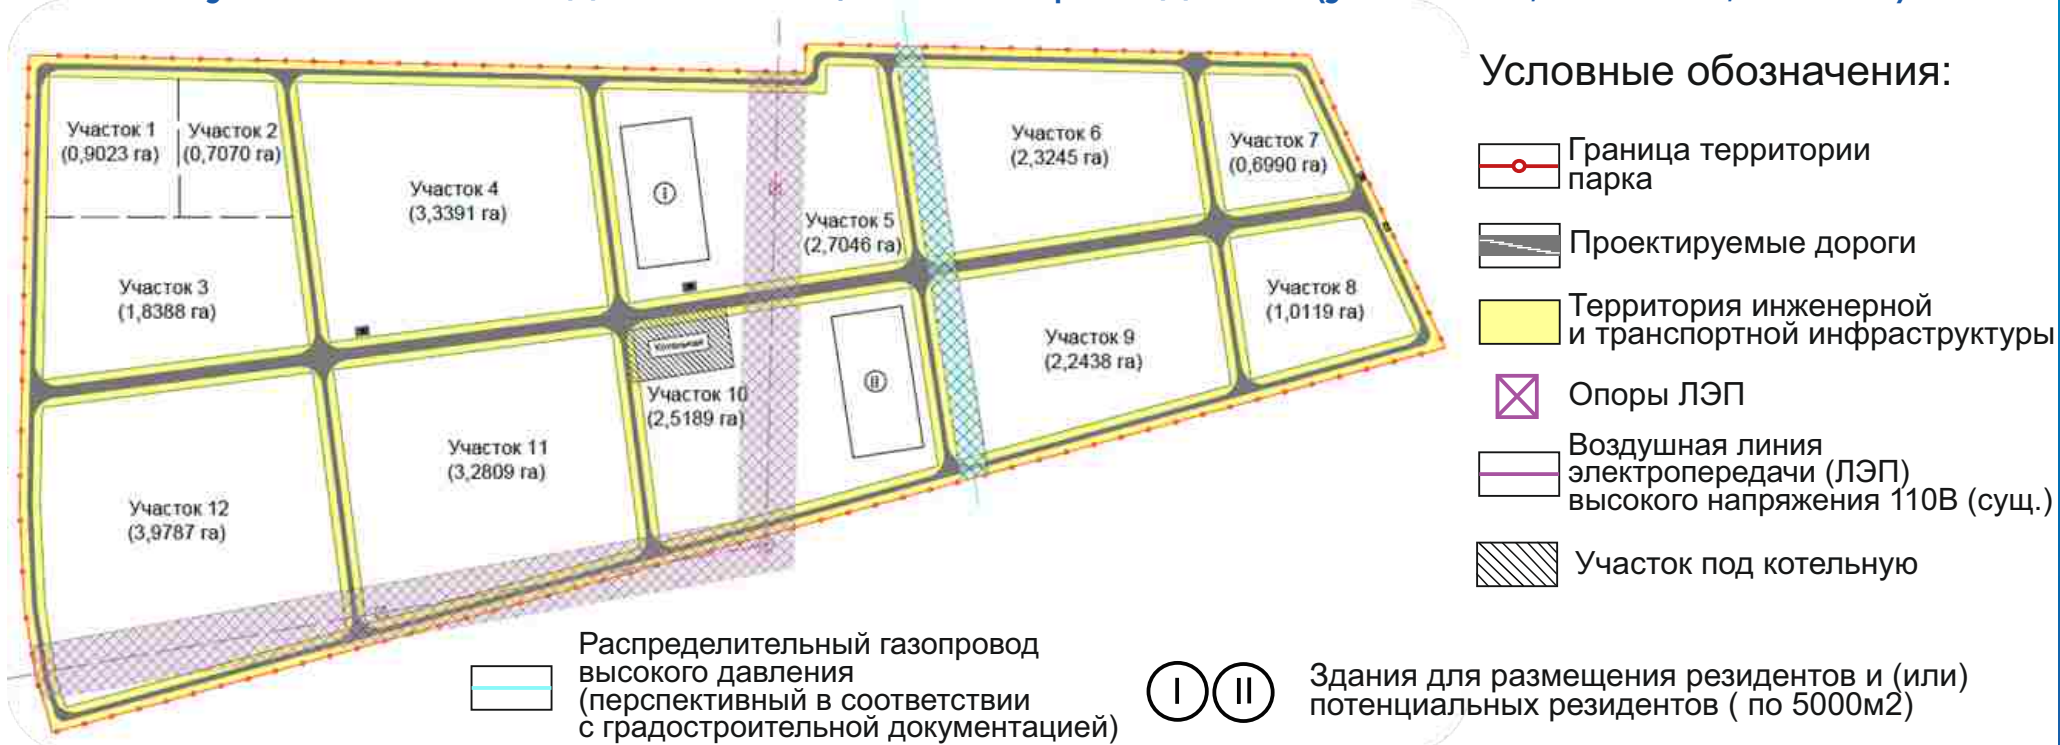 Условные обозначения:
Граница территории
парка
Проектируемые дороги
Территория инженерной
и транспортной инфраструктуры
Опоры ЛЭП
Воздушная линия
электропередачи (ЛЭП)
высокого напряжения 110В (сущ.)
Участок под котельную
Участок 1
(0,9023 га)
Участок 2
(0,7070 га)
Участок 3
(1,8388 га)
Участок 4
(3,3391 га)
I
Участок 5
(2,7046 га)
Участок 6
(2,3245 га)
Участок 7
(0,6990 га)
Участок 8
(1,0119 га)
Участок 9
(2,2438 га)
Котельная
II
Участок 10
(2,5189 га)
Участок 11
(3,2809 га)
Участок 12
(3,9787 га)
Распределительный газопровод
высокого давления
(перспективный в соответствии
с градостроительной документацией)
I II
Здания для размещения резидентов и (или)
потенциальных резидентов ( по 5000м2)